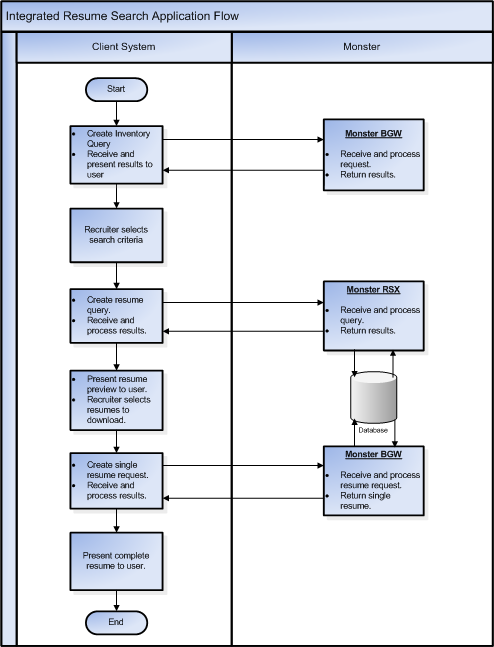 Integrated Resume Search Application Flow
Client System
Monster
Start
• Create Inventory
Query
• Receive and
present results to
user
Monster BGW
• Receive and process
request.
• Return results.
Recruiter selects
search criteria
• Create resume
query.
• Receive and
process results.
Monster RSX
• Receive and process
query.
• Return results.
• Present resume
preview to user.
• Recruiter selects
resumes to
download.
Database
• Create single
resume request.
• Receive and
process results.
Monster BGW
• Receive and process
resume request.
• Return single
resume.
Present complete
resume to user.
End